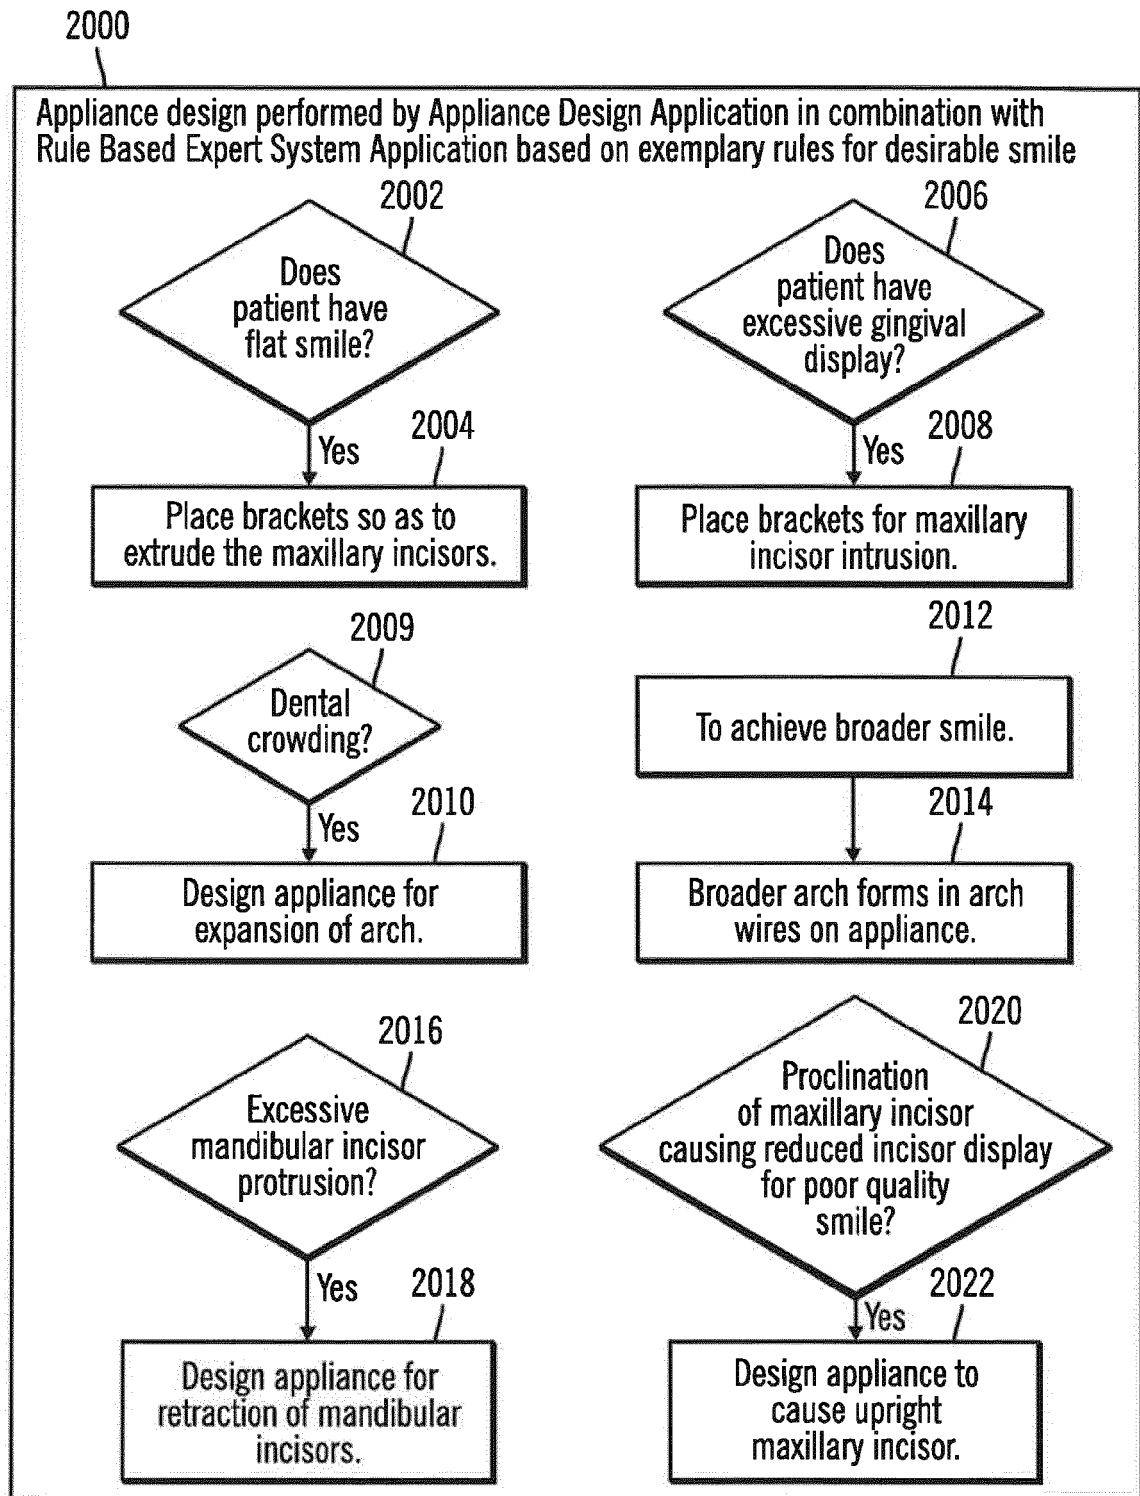 2000
Appliance design performed by Appliance Design Application in combination with
Rule Based Expert System Application based on exemplary rules for desirable smile
2002
Does
patient have
flat smile?
Yes
2004
Place brackets so as to
extrude the maxillary incisors.
2006
Does
patient have
excessive gingival
display?
Yes
2008
Place brackets for maxillary
incisor intrusion.
2009
Dental
crowding?
Yes
2010
Design appliance for
expansion of arch.
2012
To achieve broader smile.
2014
Broader arch forms in arch
wires on appliance.
2016
Excessive
mandibular incisor
protrusion?
Yes
2018
Design appliance for
retraction of mandibular
incisors.
2020
Proclination
of maxillary incisor
causing reduced incisor display
for poor quality
smile?
Yes
2022
Design appliance to
cause upright
maxillary incisor.